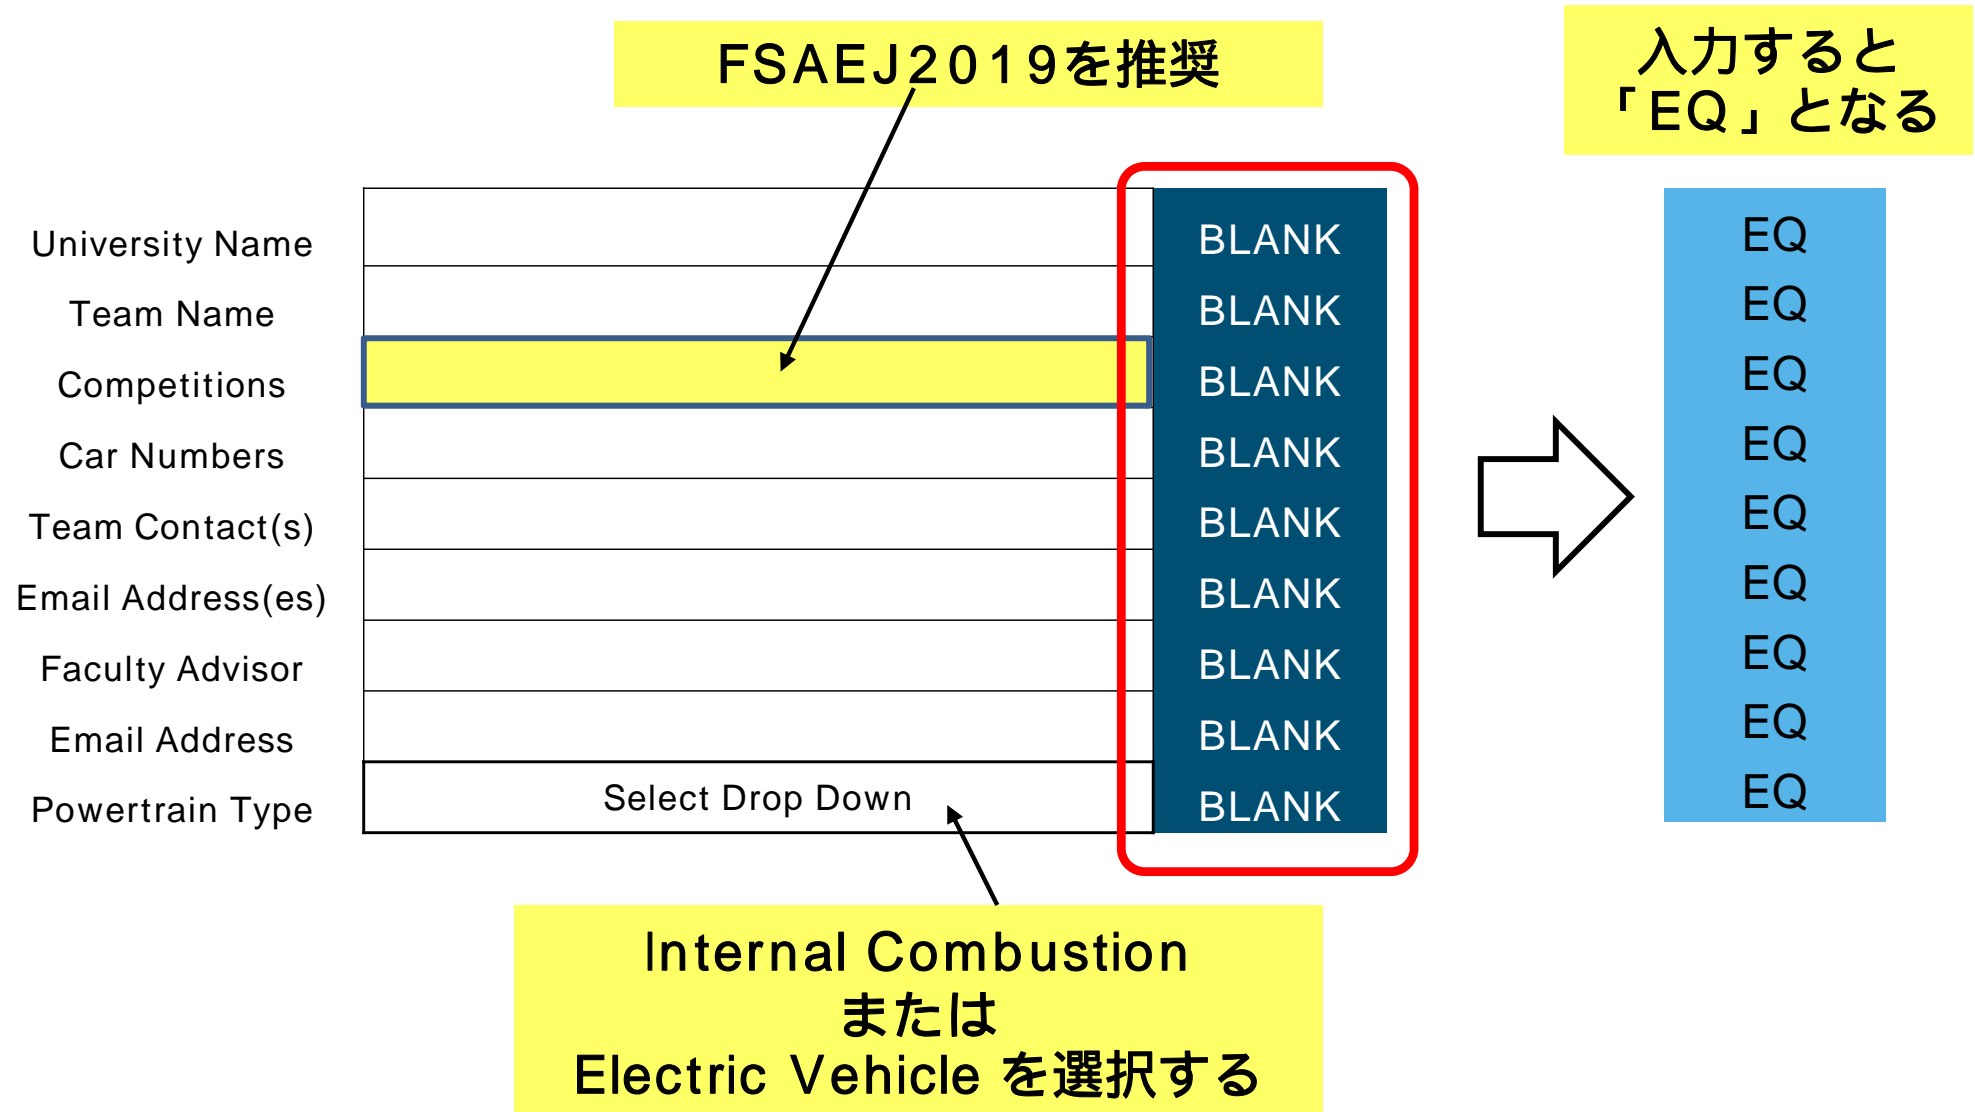 FSAEJ2019を推奨
入力すると
「EQ」となる
University Name BLANK EQ
Team Name BLANK EQ
Competitions BLANK EQ
Car Numbers BLANK EQ
Team Contact(s) BLANK EQ
Email Address(es) BLANK EQ
Faculty Advisor BLANK EQ
Email Address BLANK EQ
Powertrain Type Select Drop Down BLANK EQ
Internal Combustion
または
Electric Vehicle を選択する